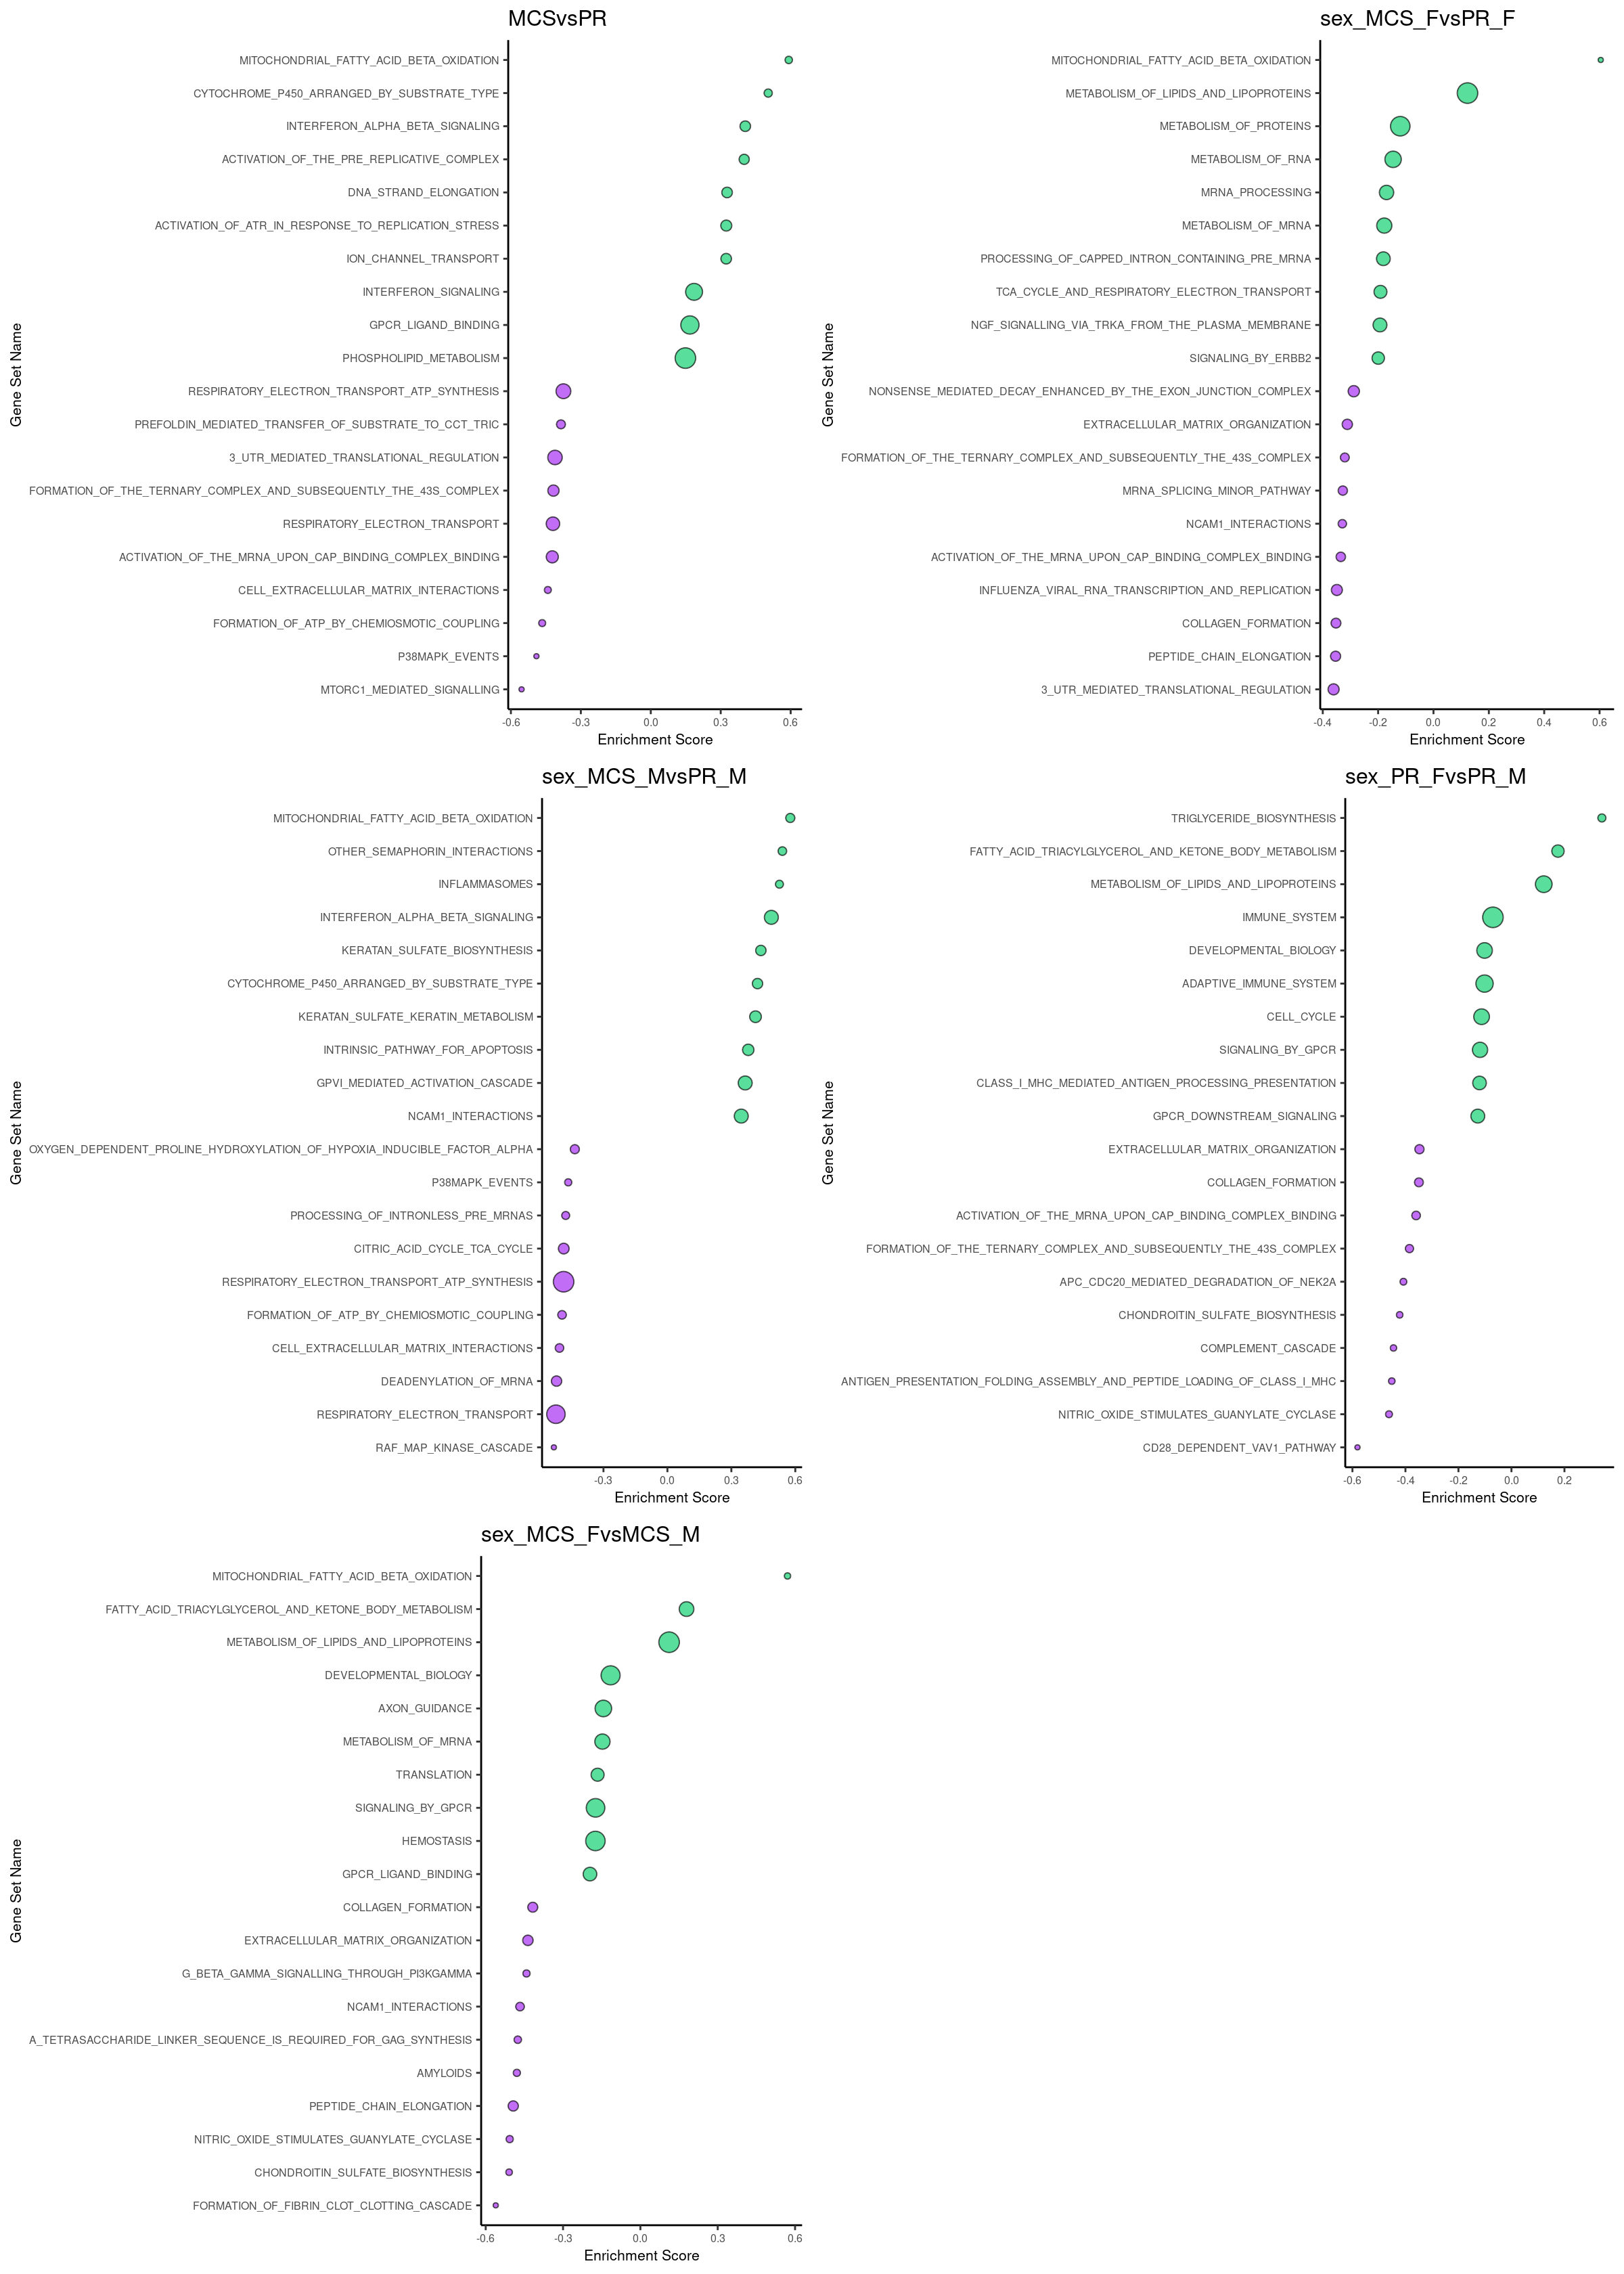 MCSvsPR
Gene Set Name
MITOCHONDRIAL_FATTY_ACID_BETA_OXIDATION
CYTOCHROME_P450_ARRANGED_BY_SUBSTRATE_TYPE
INTERFERON_ALPHA_BETA_SIGNALING
ACTIVATION_OF_THE_PRE_REPLICATIVE_COMPLEX
DNA_STRAND_ELONGATION
ACTIVATION_OF_ATR_IN_RESPONSE_TO_REPLICATION_STRESS
ION_CHANNEL_TRANSPORT
INTERFERON_SIGNALING
GPCR_LIGAND_BINDING
PHOSPHOLIPID_METABOLISM
RESPIRATORY_ELECTRON_TRANSPORT_ATP_SYNTHESIS
PREFOLDIN_MEDIATED_TRANSFER_OF_SUBSTRATE_TO_CCT_TRIC
3_UTR_MEDIATED_TRANSLATIONAL_REGULATION
FORMATION_OF_THE_TERNARY_COMPLEX_AND_SUBSEQUENTLY_THE_43S_COMPLEX
RESPIRATORY_ELECTRON_TRANSPORT
ACTIVATION_OF_THE_MRNA_UPON_CAP_BINDING_COMPLEX_BINDING
CELL_EXTRACELLULAR_MATRIX_INTERACTIONS
FORMATION_OF_ATP_BY_CHEMIOSMOTIC_COUPLING
P38MAPK_EVENTS
MTORC1_MEDIATED_SIGNALLING
-0.6 -0.3 0.0 0.3 0.6
Enrichment Score
sex_MCS_FvsPR_F
Gene Set Name
MITOCHONDRIAL_FATTY_ACID_BETA_OXIDATION
METABOLISM_OF_LIPIDS_AND_LIPOPROTEINS
METABOLISM_OF_PROTEINS
METABOLISM_OF_RNA
MRNA_PROCESSING
METABOLISM_OF_MRNA
PROCESSING_OF_CAPPED_INTRON_CONTAINING_PRE_MRNA
TCA_CYCLE_AND_RESPIRATORY_ELECTRON_TRANSPORT
NGF_SIGNALLING_VIA_TRKA_FROM_THE_PLASMA_MEMBRANE
SIGNALING_BY_ERBB2
NONSENSE_MEDIATED_DECAY_ENHANCED_BY_THE_EXON_JUNCTION_COMPLEX
EXTRACELLULAR_MATRIX_ORGANIZATION
FORMATION_OF_THE_TERNARY_COMPLEX_AND_SUBSEQUENTLY_THE_43S_COMPLEX
MRNA_SPLICING_MINOR_PATHWAY
NCAM1_INTERACTIONS
ACTIVATION_OF_THE_MRNA_UPON_CAP_BINDING_COMPLEX_BINDING
INFLUENZA_VIRAL_RNA_TRANSCRIPTION_AND_REPLICATION
COLLAGEN_FORMATION
PEPTIDE_CHAIN_ELONGATION
3_UTR_MEDIATED_TRANSLATIONAL_REGULATION
-0.4 -0.2 0.0 0.2 0.4 0.6
Enrichment Score
sex_MCS_MvsPR_M
Gene Set Name
MITOCHONDRIAL_FATTY_ACID_BETA_OXIDATION
OTHER_SEMAPHORIN_INTERACTIONS
INFLAMMASOMES
INTERFERON_ALPHA_BETA_SIGNALING
KERATAN_SULFATE_BIOSYNTHESIS
CYTOCHROME_P450_ARRANGED_BY_SUBSTRATE_TYPE
KERATAN_SULFATE_KERATIN_METABOLISM
INTRINSIC_PATHWAY_FOR_APOPTOSIS
GPVI_MEDIATED_ACTIVATION_CASCADE
NCAM1_INTERACTIONS
OXYGEN_DEPENDENT_PROLINE_HYDROXYLATION_OF_HYPOXIA_INDUCIBLE_FACTOR_ALPHA
P38MAPK_EVENTS
PROCESSING_OF_INTRONLESS_PRE_MRNAS
CITRIC_ACID_CYCLE_TCA_CYCLE
RESPIRATORY_ELECTRON_TRANSPORT_ATP_SYNTHESIS
FORMATION_OF_ATP_BY_CHEMIOSMOTIC_COUPLING
CELL_EXTRACELLULAR_MATRIX_INTERACTIONS
DEADENYLATION_OF_MRNA
RESPIRATORY_ELECTRON_TRANSPORT
RAF_MAP_KINASE_CASCADE
-0.3 0.0 0.3 0.6
Enrichment Score
sex_PR_FvsPR_M
Gene Set Name
TRIGLYCERIDE_BIOSYNTHESIS
FATTY_ACID_TRIACYLGLYCEROL_AND_KETONE_BODY_METABOLISM
METABOLISM_OF_LIPIDS_AND_LIPOPROTEINS
IMMUNE_SYSTEM
DEVELOPMENTAL_BIOLOGY
ADAPTIVE_IMMUNE_SYSTEM
CELL_CYCLE
SIGNALING_BY_GPCR
CLASS_I_MHC_MEDIATED_ANTIGEN_PROCESSING_PRESENTATION
GPCR_DOWNSTREAM_SIGNALING
EXTRACELLULAR_MATRIX_ORGANIZATION
COLLAGEN_FORMATION
ACTIVATION_OF_THE_MRNA_UPON_CAP_BINDING_COMPLEX_BINDING
FORMATION_OF_THE_TERNARY_COMPLEX_AND_SUBSEQUENTLY_THE_43S_COMPLEX
APC_CDC20_MEDIATED_DEGRADATION_OF_NEK2A
CHONDROITIN_SULFATE_BIOSYNTHESIS
COMPLEMENT_CASCADE
ANTIGEN_PRESENTATION_FOLDING_ASSEMBLY_AND_PEPTIDE_LOADING_OF_CLASS_I_MHC
NITRIC_OXIDE_STIMULATES_GUANYLATE_CYCLASE
CD28_DEPENDENT_VAV1_PATHWAY
-0.6 -0.4 -0.2 0.0 0.2
Enrichment Score
sex_MCS_FvsMCS_M
Gene Set Name
MITOCHONDRIAL_FATTY_ACID_BETA_OXIDATION
FATTY_ACID_TRIACYLGLYCEROL_AND_KETONE_BODY_METABOLISM
METABOLISM_OF_LIPIDS_AND_LIPOPROTEINS
DEVELOPMENTAL_BIOLOGY
AXON_GUIDANCE
METABOLISM_OF_MRNA
TRANSLATION
SIGNALING_BY_GPCR
HEMOSTASIS
GPCR_LIGAND_BINDING
COLLAGEN_FORMATION
EXTRACELLULAR_MATRIX_ORGANIZATION
G_BETA_GAMMA_SIGNALLING_THROUGH_PI3KGAMMA
NCAM1_INTERACTIONS
A_TETRASACCHARIDE_LINKER_SEQUENCE_IS_REQUIRED_FOR_GAG_SYNTHESIS
AMYLOIDS
PEPTIDE_CHAIN_ELONGATION
NITRIC_OXIDE_STIMULATES_GUANYLATE_CYCLASE
CHONDROITIN_SULFATE_BIOSYNTHESIS
FORMATION_OF_FIBRIN_CLOT_CLOTTING_CASCADE
-0.6 -0.3 0.0 0.3 0.6
Enrichment Score